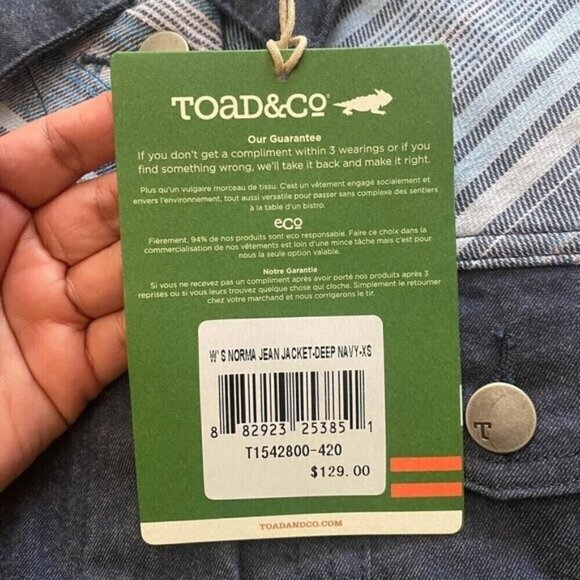 TOAD&CO
Our Guarantee
If you don't get a compliment within 3 wearings or if you
find something wrong, we'll take it back and make it right.
Plus qu'un vulgaire morceau de tissu. C'est un vêtement engagé socialement et
envers l'environnement, tout aussi versatile pour passer sans complexe des sentiers
à la table d'un bistro.
eCO
Fièrement, 94% de nos produits sont eco responsable. Faire ce choix dans la
commercialisation de nos vêtements est loin d'une mince tâche mais c'est pour
nous la seule option valable.
Notre Garantie
Si vous ne recevez pas un compliment après avoir porté nos produits après 3
reprises ou si vous leurs trouvez quelque chose qui cloche. Simplement le retourner
chez votre marchand et nous corrigerons le tir.
W'S NORMA JEAN JACKET-DEEP NAVY-XS
8 82923 25385 1
T1542800-420
$129.00
TOADANDCO.COM
T